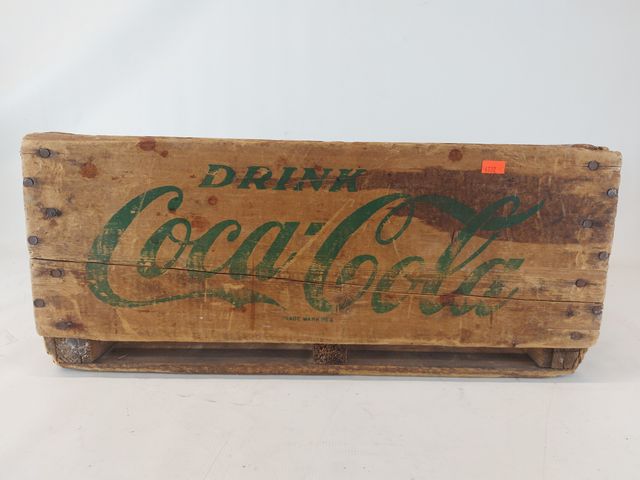 DRINK
Coca-Cola
TRADE MARK REG